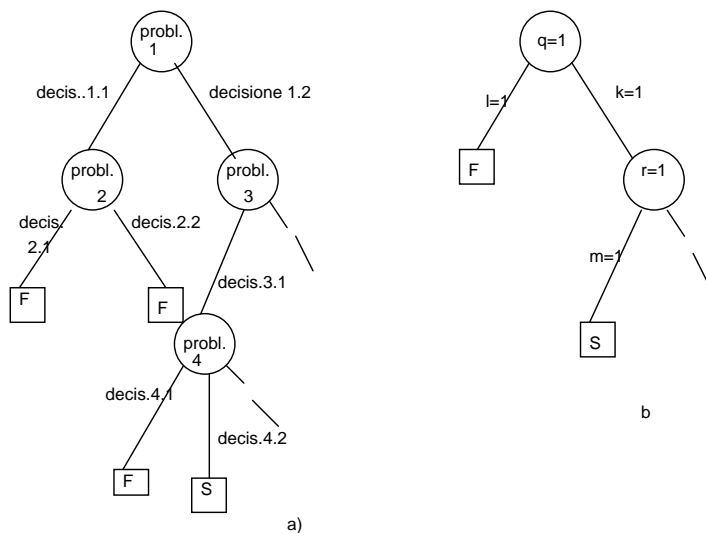 probl.
1
decis..1.1
decisione 1.2
probl.
2
probl.
3
decis.
2.1
decis.2.2
F
F
decis.3.1
probl.
4
decis.4.1
decis.4.2
F
S
a)
q=1
l=1
k=1
F
r=1
m=1
S
b